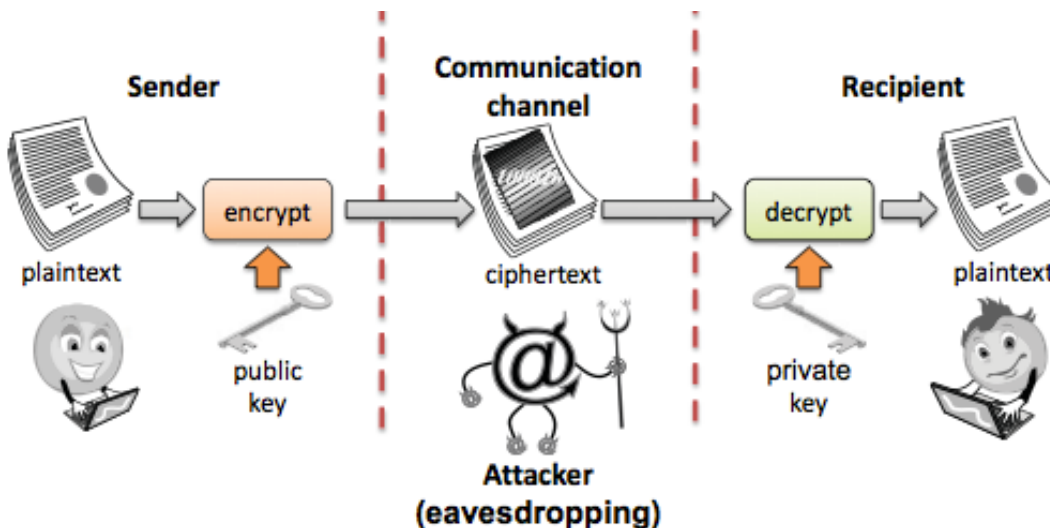 Sender
Communication
channel
Recipient
encrypt
decrypt
plaintext
ciphertext
plaintext
public
key
private
key
@
Attacker
(eavesdropping)